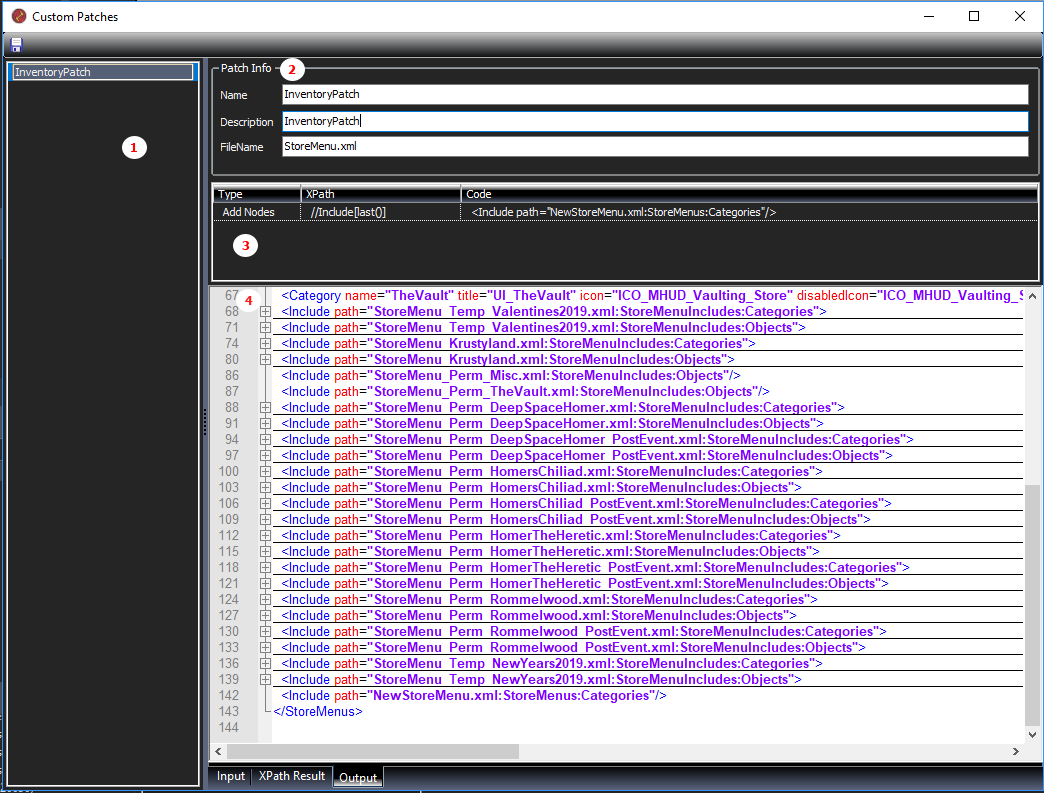 Custom Patches
InventoryPatch
1
Patch Info 2
Name InventoryPatch
Description InventoryPatch
FileName StoreMenu.xml
Type XPath Code
Add Nodes //Include[last()] <Include path="NewStoreMenu.xml:StoreMenus:Categories"/>
3
4
67 <Category name="TheVault" title="UI_TheVault" icon="ICO_MHUD_Vaulting_Store" disabledIcon="ICO_MHUD_Vaulting_S
68 <Include path="StoreMenu_Temp_Valentines2019.xml:StoreMenuIncludes:Categories">
71 <Include path="StoreMenu_Temp_Valentines2019.xml:StoreMenuIncludes:Objects">
74 <Include path="StoreMenu_Krustyland.xml:StoreMenuIncludes:Categories">
80 <Include path="StoreMenu_Krustyland.xml:StoreMenuIncludes:Objects">
86 <Include path="StoreMenu_Perm_Misc.xml:StoreMenuIncludes:Objects"/>
87 <Include path="StoreMenu_Perm_TheVault.xml:StoreMenuIncludes:Objects"/>
88 <Include path="StoreMenu_Perm_DeepSpaceHomer.xml:StoreMenuIncludes:Categories">
91 <Include path="StoreMenu_Perm_DeepSpaceHomer.xml:StoreMenuIncludes:Objects">
94 <Include path="StoreMenu_Perm_DeepSpaceHomer_PostEvent.xml:StoreMenuIncludes:Categories">
97 <Include path="StoreMenu_Perm_DeepSpaceHomer_PostEvent.xml:StoreMenuIncludes:Objects">
100 <Include path="StoreMenu_Perm_HomersChiliad.xml:StoreMenuIncludes:Categories">
103 <Include path="StoreMenu_Perm_HomersChiliad.xml:StoreMenuIncludes:Objects">
106 <Include path="StoreMenu_Perm_HomersChiliad_PostEvent.xml:StoreMenuIncludes:Categories">
109 <Include path="StoreMenu_Perm_HomersChiliad_PostEvent.xml:StoreMenuIncludes:Objects">
112 <Include path="StoreMenu_Perm_HomerTheHeretic.xml:StoreMenuIncludes:Categories">
115 <Include path="StoreMenu_Perm_HomerTheHeretic.xml:StoreMenuIncludes:Objects">
118 <Include path="StoreMenu_Perm_HomerTheHeretic_PostEvent.xml:StoreMenuIncludes:Categories">
121 <Include path="StoreMenu_Perm_HomerTheHeretic_PostEvent.xml:StoreMenuIncludes:Objects">
124 <Include path="StoreMenu_Perm_Rommelwood.xml:StoreMenuIncludes:Categories">
127 <Include path="StoreMenu_Perm_Rommelwood.xml:StoreMenuIncludes:Objects">
130 <Include path="StoreMenu_Perm_Rommelwood_PostEvent.xml:StoreMenuIncludes:Categories">
133 <Include path="StoreMenu_Perm_Rommelwood_PostEvent.xml:StoreMenuIncludes:Objects">
136 <Include path="StoreMenu_Temp_NewYears2019.xml:StoreMenuIncludes:Categories">
139 <Include path="StoreMenu_Temp_NewYears2019.xml:StoreMenuIncludes:Objects">
142 <Include path="NewStoreMenu.xml:StoreMenus:Categories"/>
143 </StoreMenus>
144
Input XPath Result Output